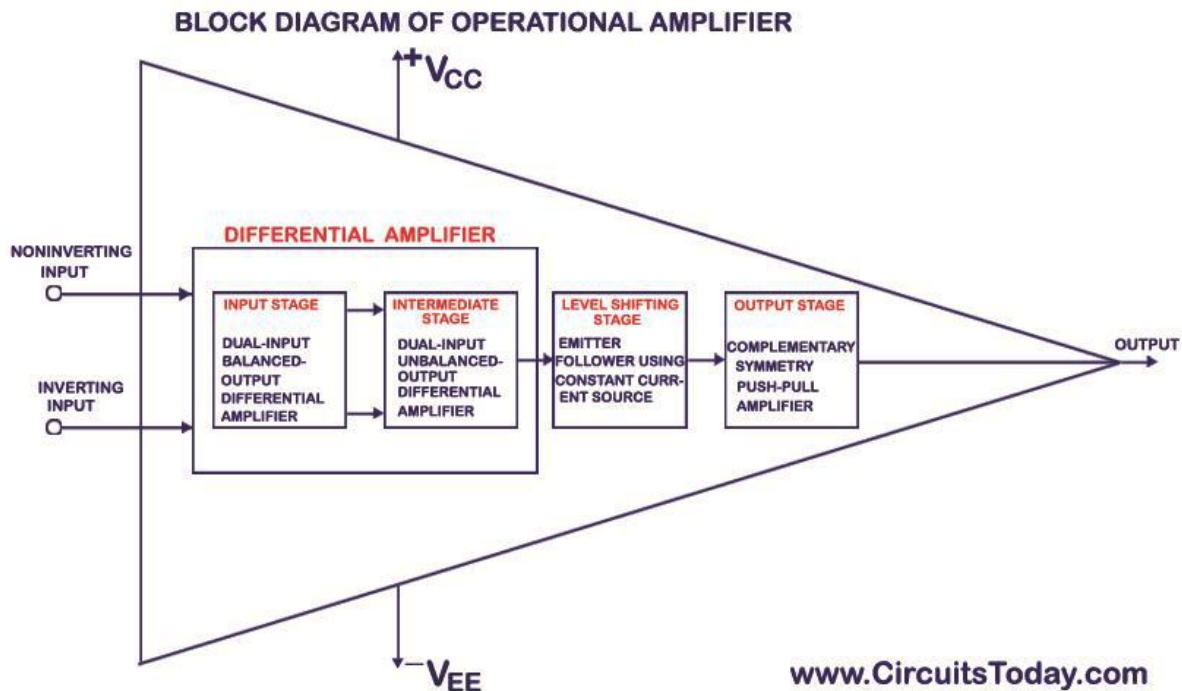 BLOCK DIAGRAM OF OPERATIONAL AMPLIFIER
+VCC
NONINVERTING
INPUT
INVERTING
INPUT
DIFFERENTIAL AMPLIFIER
INPUT STAGE
DUAL-INPUT
BALANCED-
OUTPUT
DIFFERENTIAL
AMPLIFIER
INTERMEDIATE
STAGE
DUAL-INPUT
UNBALANCED-
OUTPUT
DIFFERENTIAL
AMPLIFIER
LEVEL SHIFTING
STAGE
EMITTER
FOLLOWER USING
CONSTANT CURR-
ENT SOURCE
OUTPUT STAGE
COMPLEMENTARY
SYMMETRY
PUSH-PULL
AMPLIFIER
OUTPUT
−VEE
www.CircuitsToday.com